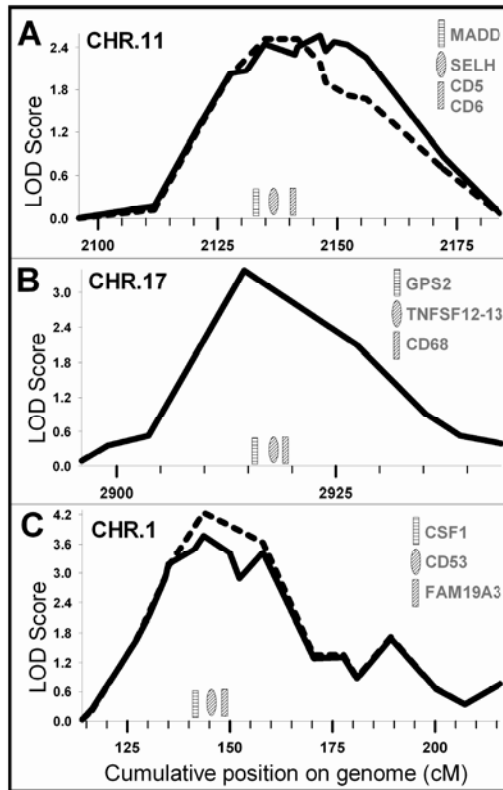 A
CHR.11
MADD
SELH
CD5
CD6
LOD Score
2.4
1.8
1.2
0.6
0.0
2100
2125
2150
2175
B
CHR.17
GPS2
TNFSF12-13
CD68
LOD Score
3.0
2.4
1.8
1.2
0.6
0.0
2900
2925
C
CHR.1
CSF1
CD53
FAM19A3
LOD Score
4.2
3.6
3.0
2.4
1.8
1.2
0.6
0.0
125
150
175
200
Cumulative position on genome (cM)